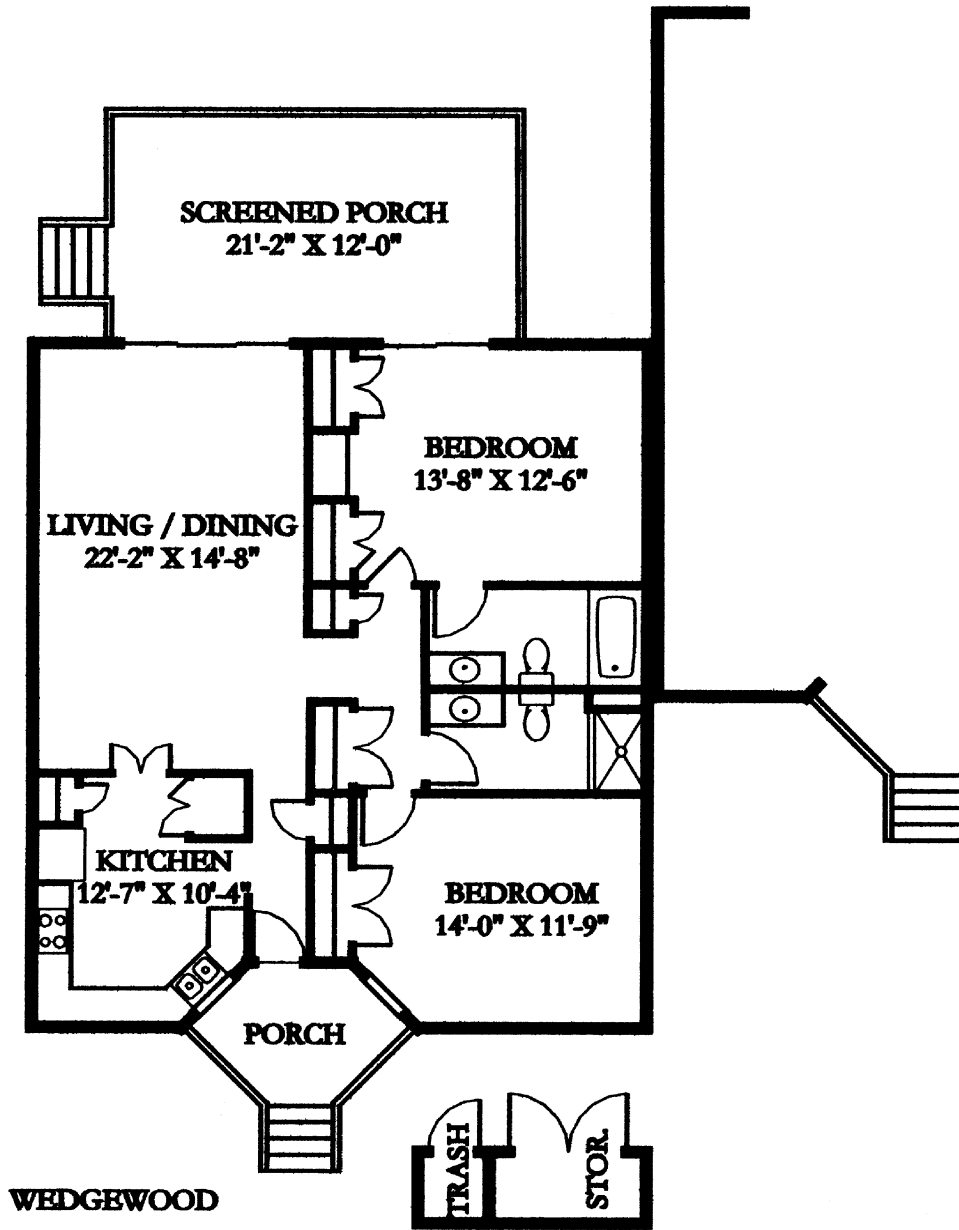 SCREENED PORCH
21'-2" X 12'-0"
BEDROOM
13'-8" X 12'-6"
LIVING / DINING
22'-2" X 14'-8"
KITCHEN
12'-7" X 10'-4"
BEDROOM
14'-0" X 11'-9"
PORCH
TRASH
STOR.
WEDGEWOOD